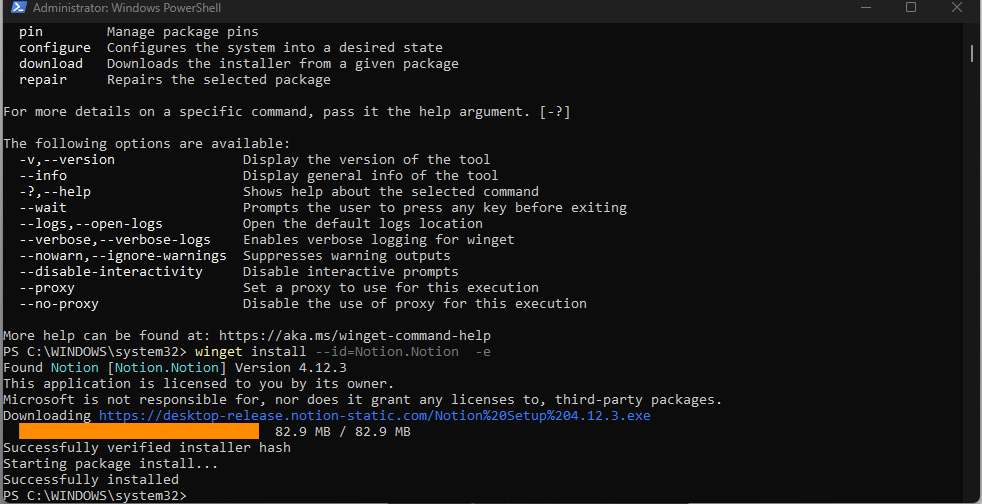 Administrator: Windows PowerShell
pin Manage package pins
configure Configures the system into a desired state
download Downloads the installer from a given package
repair Repairs the selected package
For more details on a specific command, pass it the help argument. [-?]
The following options are available:
-v,--version Display the version of the tool
--info Display general info of the tool
-?,--help Shows help about the selected command
--wait Prompts the user to press any key before exiting
--logs,--open-logs Open the default logs location
--verbose,--verbose-logs Enables verbose logging for winget
--nowarn,--ignore-warnings Suppresses warning outputs
--disable-interactivity Disable interactive prompts
--proxy Set a proxy to use for this execution
--no-proxy Disable the use of proxy for this execution
More help can be found at: https://aka.ms/winget-command-help
PS C:\WINDOWS\system32> winget install --id=Notion.Notion  -e
Found Notion [Notion.Notion] Version 4.12.3
This application is licensed to you by its owner.
Microsoft is not responsible for, nor does it grant any licenses to, third-party packages.
Downloading https://desktop-release.notion-static.com/Notion%20Setup%204.12.3.exe
82.9 MB / 82.9 MB
Successfully verified installer hash
Starting package install...
Successfully installed
PS C:\WINDOWS\system32>